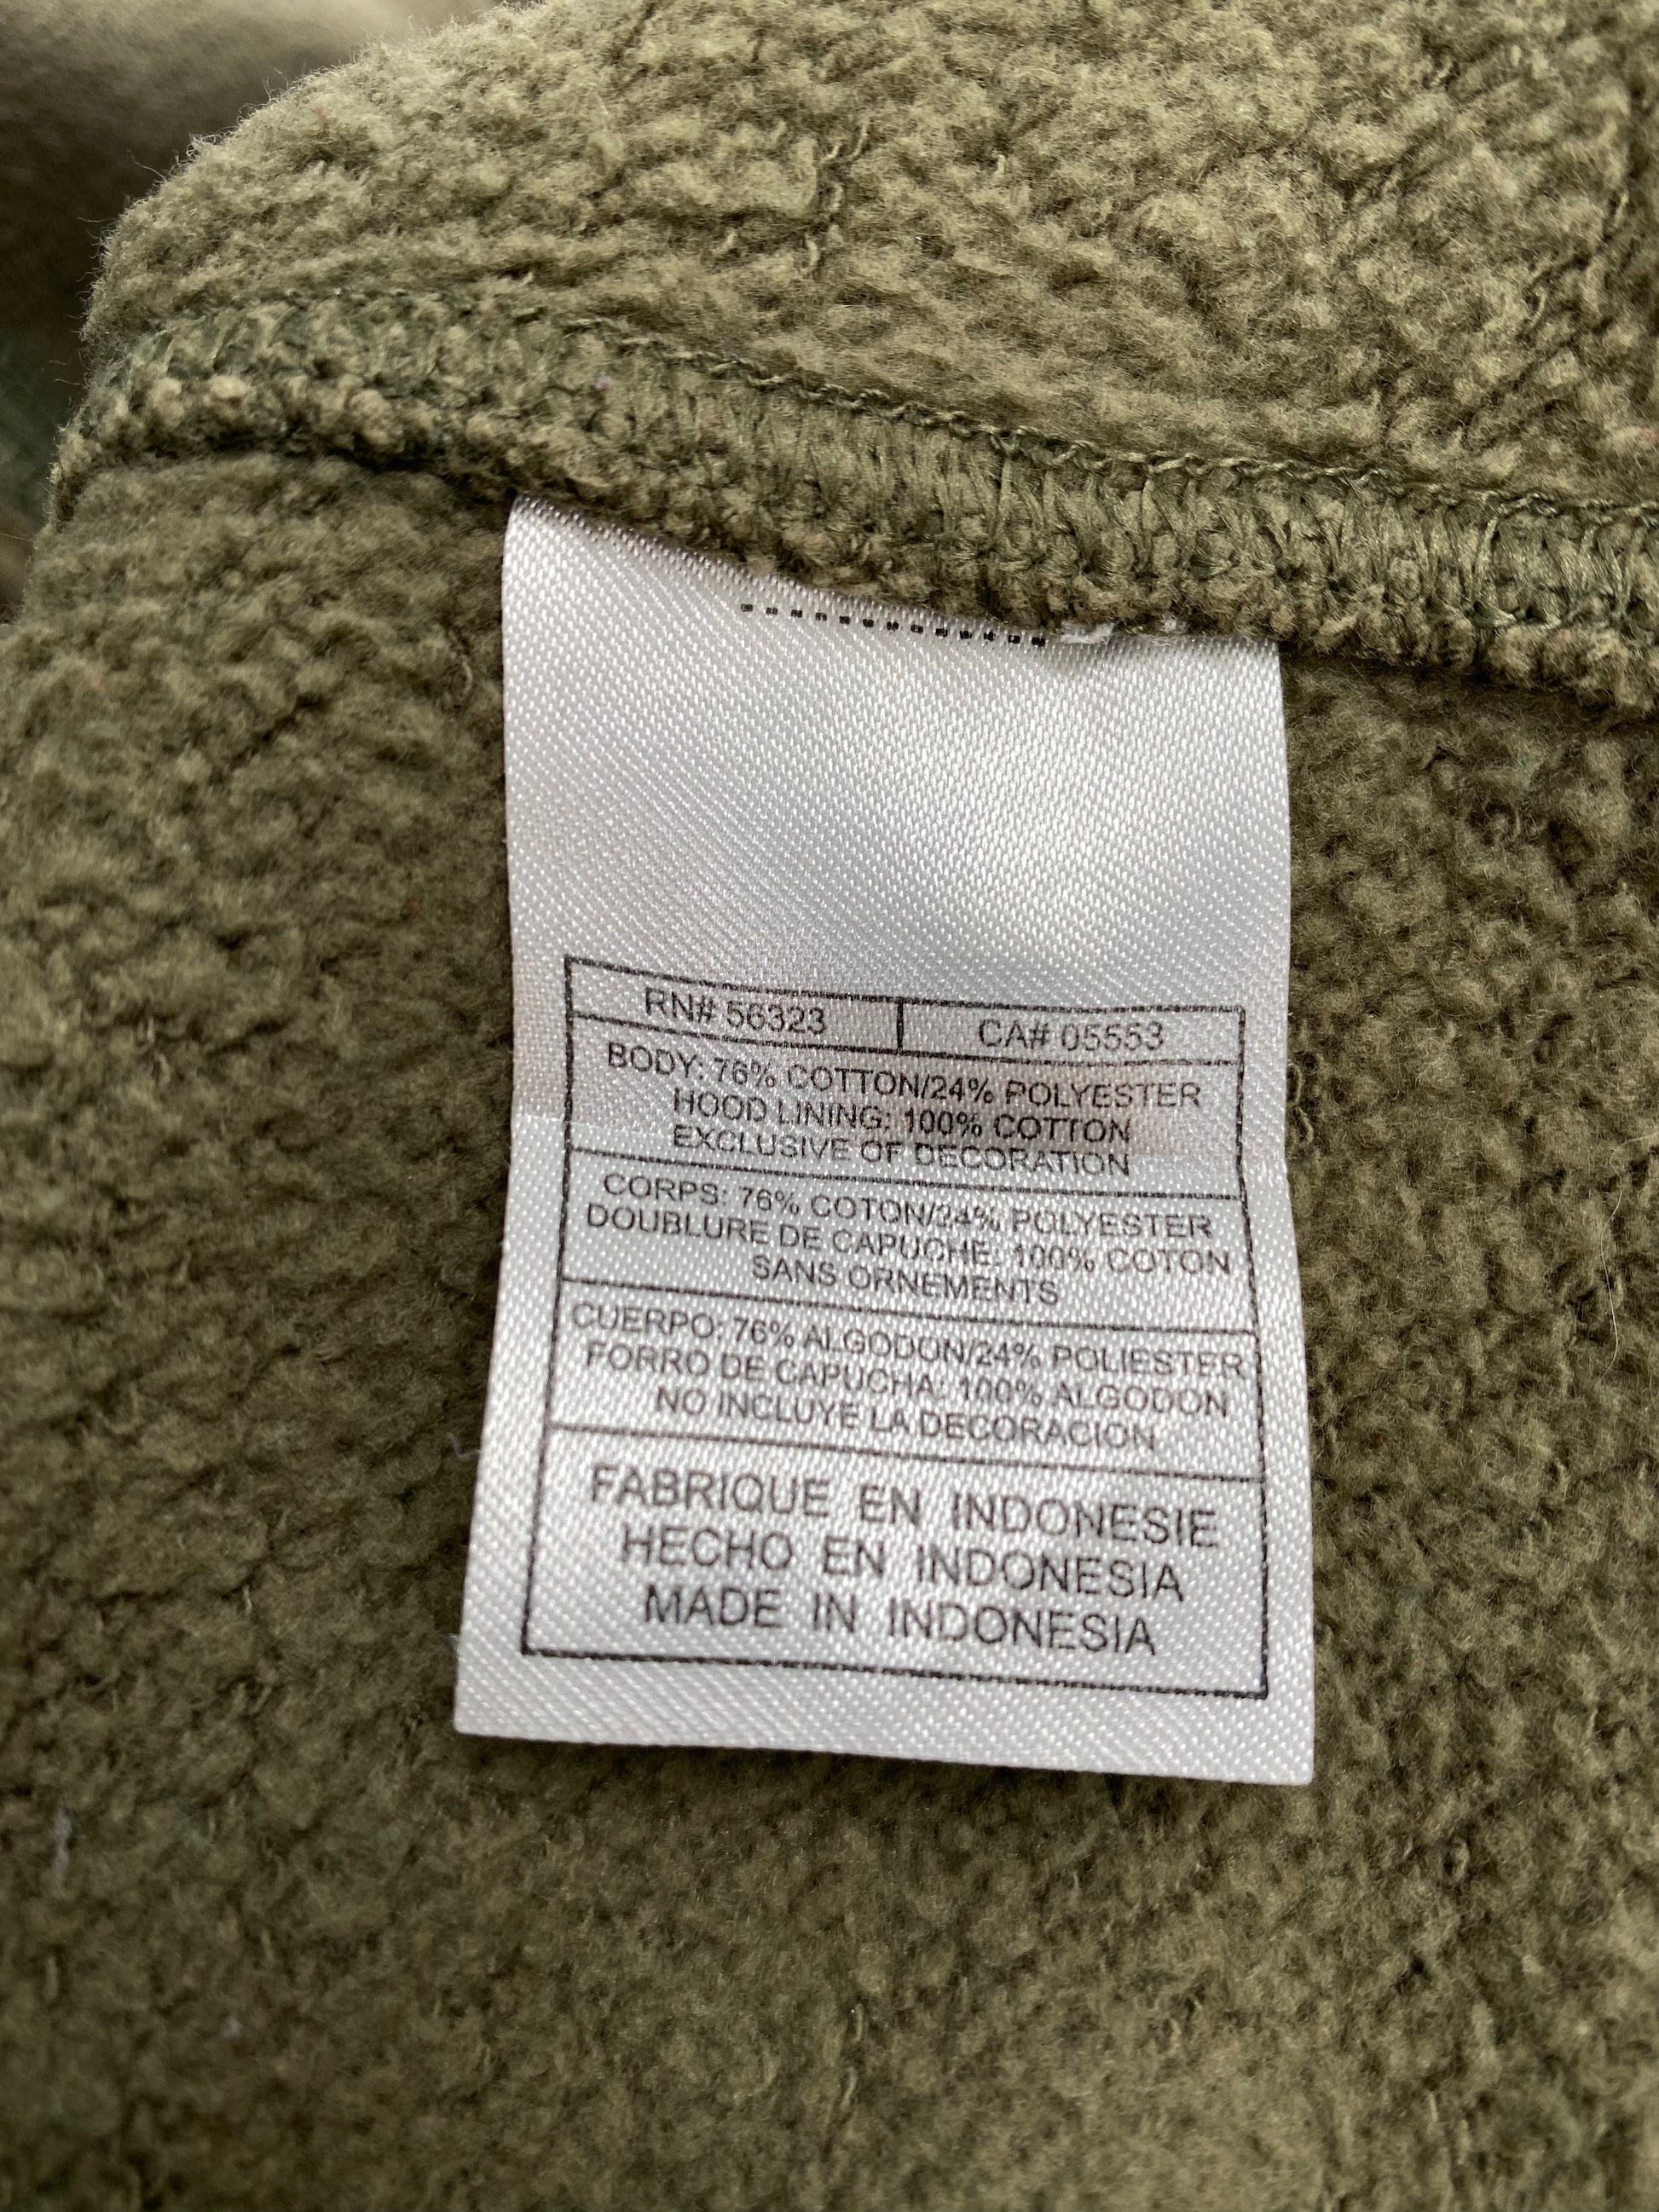 RN# 56323 CA# 05553
BODY: 76% COTTON/24% POLYESTER
HOOD LINING: 100% COTTON
EXCLUSIVE OF DECORATION
CORPS: 76% COTON/24% POLYESTER
DOUBLURE DE CAPUCHE: 100% COTON
SANS ORNEMENTS
CUERPO: 76% ALGODON/24% POLIESTER
FORRO DE CAPUCHA: 100% ALGODON
NO INCLUYE LA DECORACION
FABRIQUE EN INDONESIE
HECHO EN INDONESIA
MADE IN INDONESIA